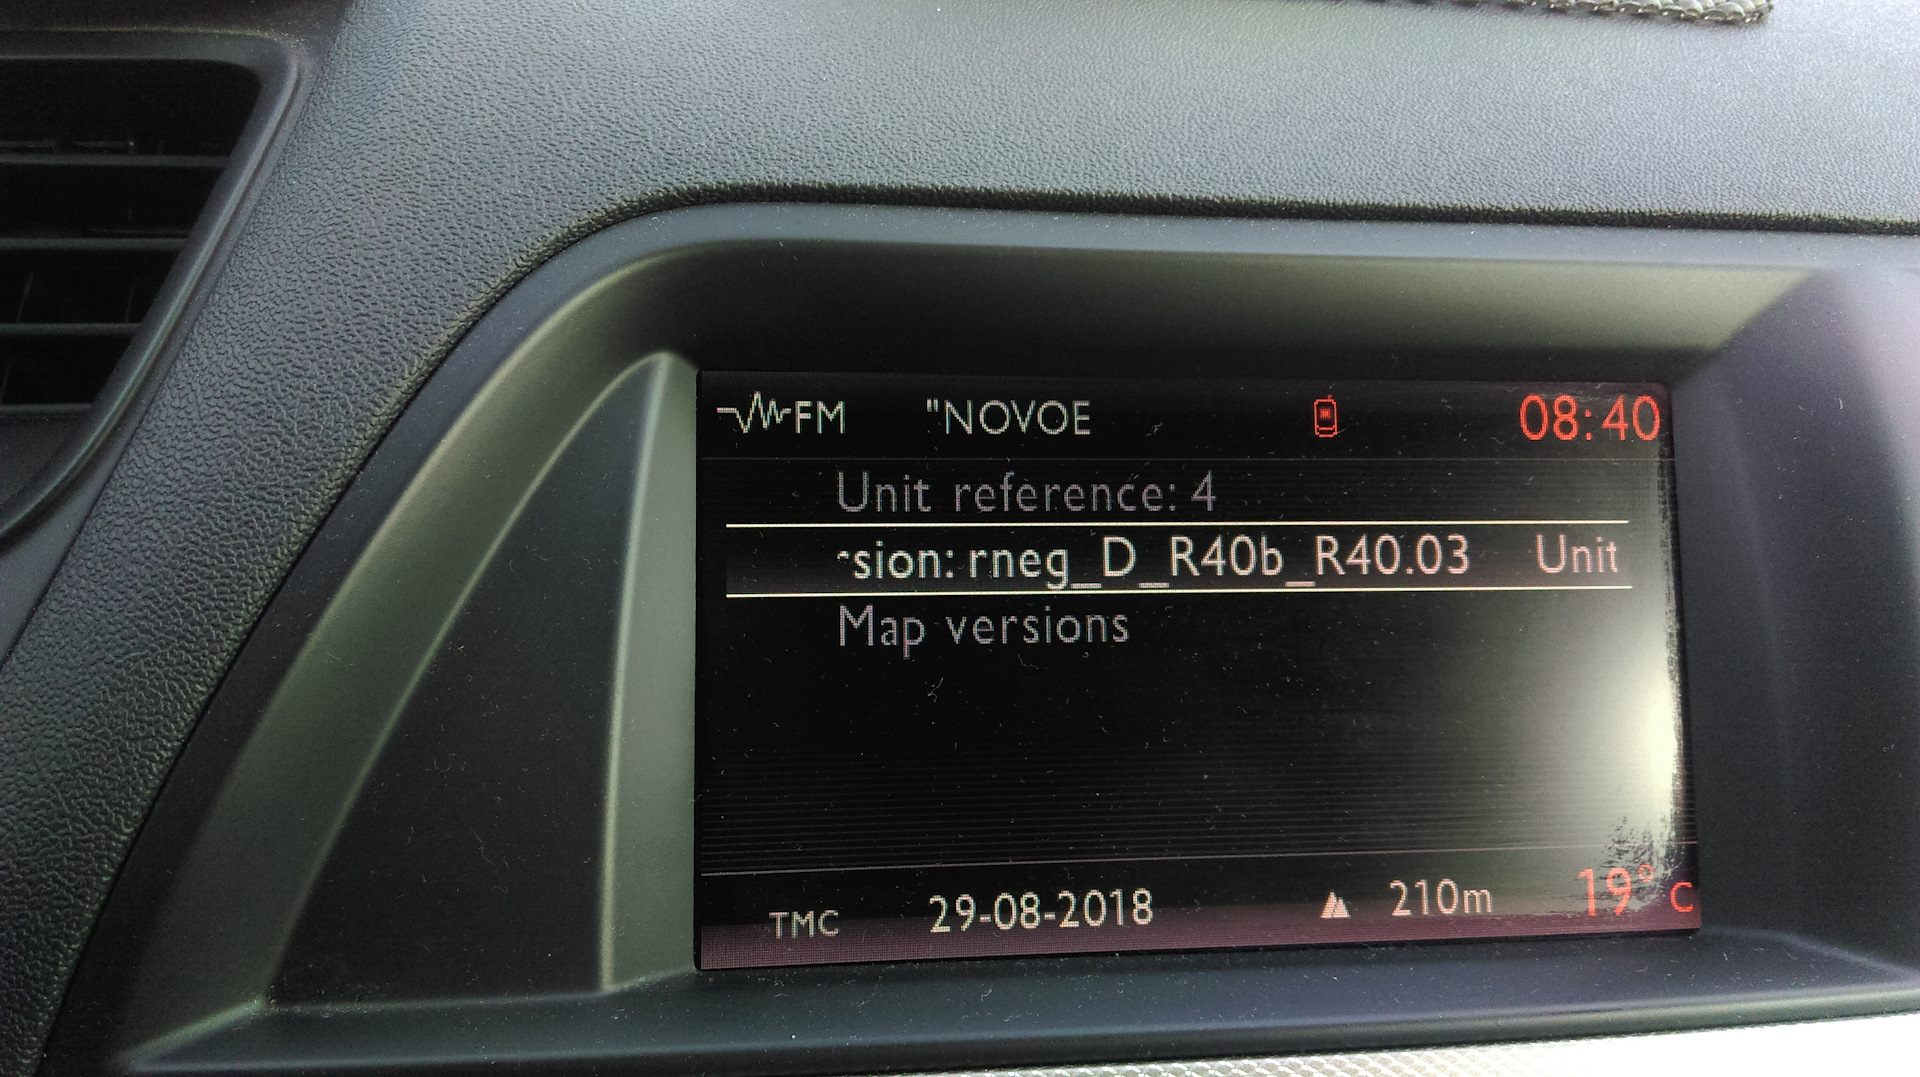 FM "NOVOE 08:40
Unit reference: 4
sion: rneg_D_R40b_R40.03 Unit
Map versions
TMC 29-08-2018 210m 19° C